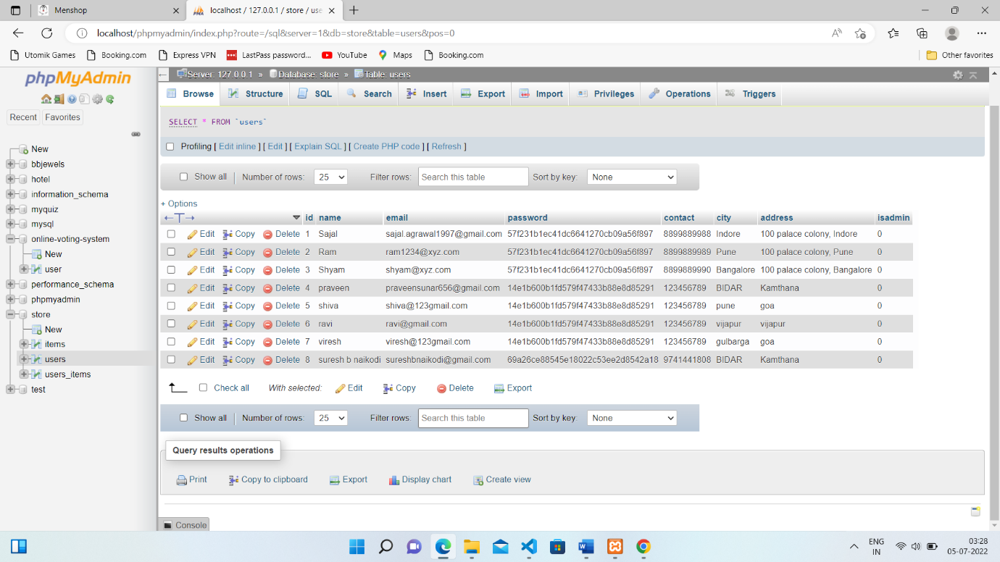 Menshop
localhost / 127.0.0.1 / store / use
localhost/phpmyadmin/index.php?route=/sql&server=1&db=store&table=users&pos=0
Utomik Games Booking.com Express VPN LastPass password... YouTube Maps Booking.com Other favorites
phpMyAdmin
Recent Favorites
New
bbjewels
hotel
information_schema
myquiz
mysql
online-voting-system
New
user
performance_schema
phpmyadmin
store
New
items
users
users_items
test
Server: 127.0.0.1 » Database: store » Table: users
Browse Structure SQL Search Insert Export Import Privileges Operations Triggers
SELECT * FROM `users`
Profiling [ Edit inline ] [ Edit ] [ Explain SQL ] [ Create PHP code ] [ Refresh ]
Show all Number of rows: 25 Filter rows: Search this table Sort by key: None
+ Options
id name email password contact city address isadmin
Edit Copy Delete 1 Sajal sajal.agrawal1997@gmail.com 57f231b1ec41dc6641270cb09a56f897 8899889988 Indore 100 palace colony, Indore 0
Edit Copy Delete 2 Ram ram1234@xyz.com 57f231b1ec41dc6641270cb09a56f897 8899889989 Pune 100 palace colony, Pune 0
Edit Copy Delete 3 Shyam shyam@xyz.com 57f231b1ec41dc6641270cb09a56f897 8899889990 Bangalore 100 palace colony, Bangalore 0
Edit Copy Delete 4 praveen praveensunar656@gmail.com 14e1b600b1fd579f47433b88e8d85291 123456789 BIDAR Kamthana 0
Edit Copy Delete 5 shiva shiva@123gmail.com 14e1b600b1fd579f47433b88e8d85291 123456789 pune goa 0
Edit Copy Delete 6 ravi ravi@gmail.com 14e1b600b1fd579f47433b88e8d85291 123456789 vijapur vijapur 0
Edit Copy Delete 7 viresh viresh@123gmail.com 14e1b600b1fd579f47433b88e8d85291 123456789 gulbarga goa 0
Edit Copy Delete 8 suresh b naikodi sureshbnaikodi@gmail.com 69a26ce88545e18022c53ee2d8542a18 9741441808 BIDAR Kamthana 0
Check all With selected: Edit Copy Delete Export
Show all Number of rows: 25 Filter rows: Search this table Sort by key: None
Query results operations
Print Copy to clipboard Export Display chart Create view
Console
ENG
IN
03:28
05-07-2022